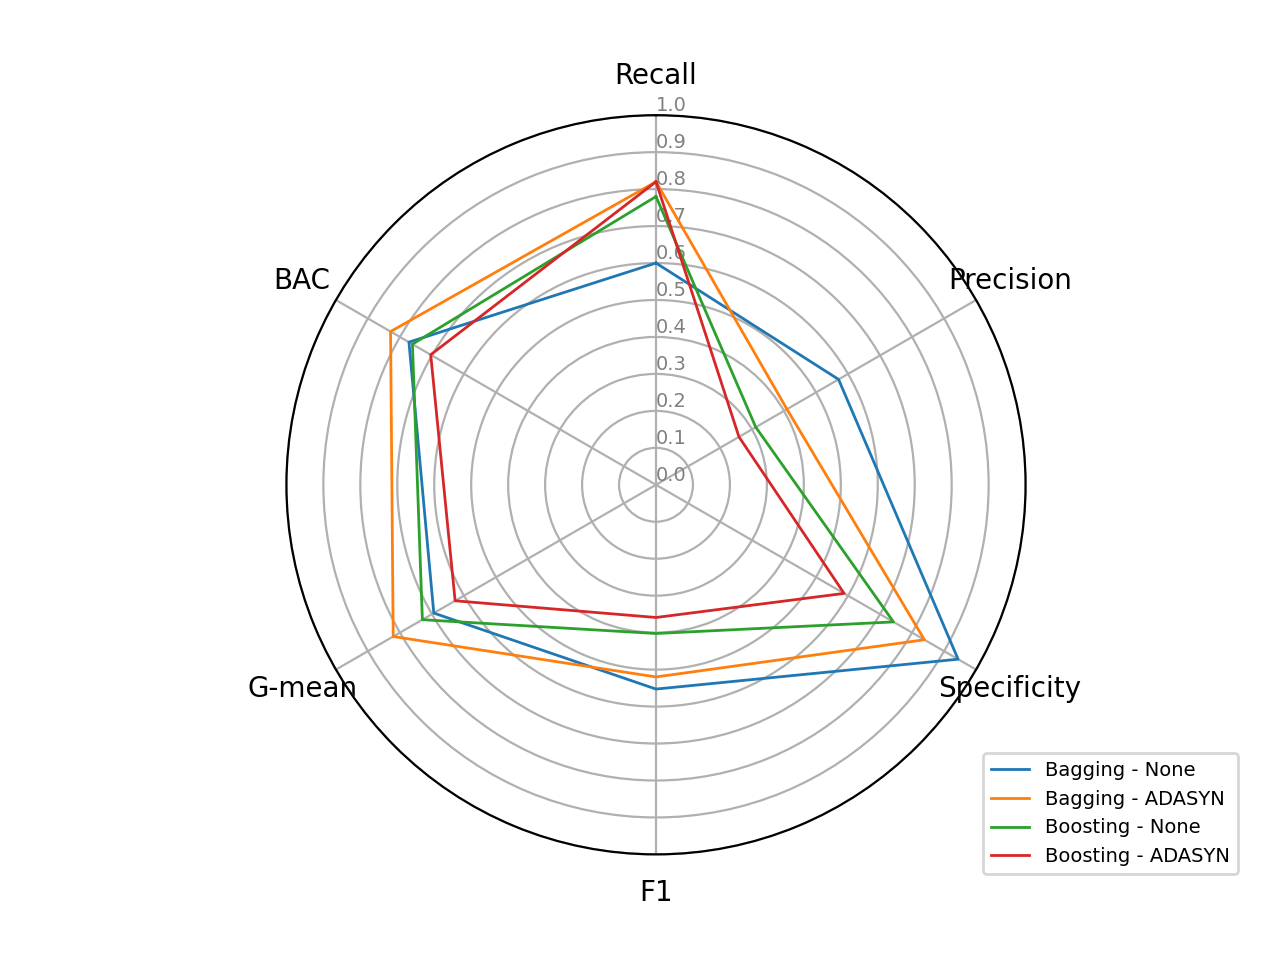 Recall
1.0
0.9
0.8
0.7
0.6
0.5
0.4
0.3
0.2
0.1
0.0
BAC
Precision
G-mean
Specificity
F1
Bagging - None
Bagging - ADASYN
Boosting - None
Boosting - ADASYN